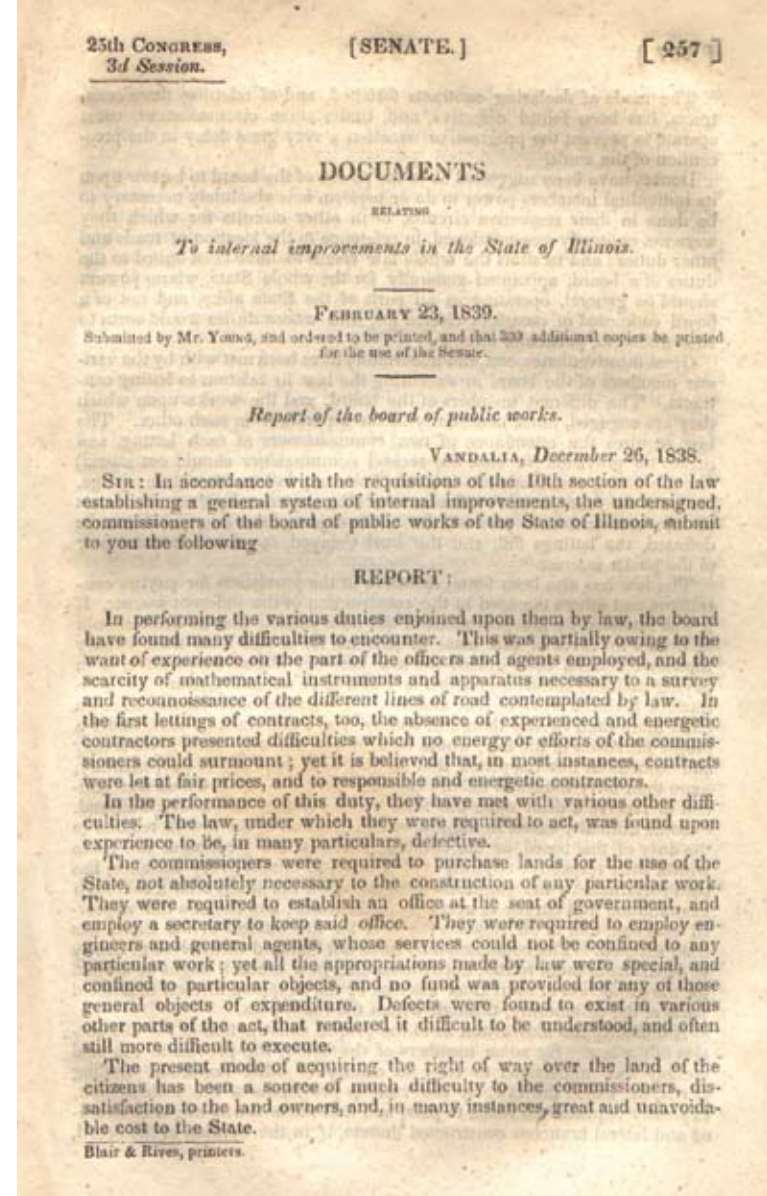 25th CONGRESS,
3d Session.
[SENATE.]
[ 257 ]
DOCUMENTS
RELATING
To internal improvements in the State of Illinois.
FEBRUARY 23, 1839.
Submitted by Mr. YOUNG, and ordered to be printed, and that 300 additional copies be printed
for the use of the Senate.
Report of the board of public works.
VANDALIA, December 26, 1838.
SIR: In accordance with the requisitions of the 10th section of the law
establishing a general system of internal improvements, the undersigned,
commissioners of the board of public works of the State of Illinois, submit
to you the following
REPORT:
In performing the various duties enjoined upon them by law, the board
have found many difficulties to encounter. This was partially owing to the
want of experience on the part of the officers and agents employed, and the
scarcity of mathematical instruments and apparatus necessary to a survey
and reconnoissance of the different lines of road contemplated by law. In
the first lettings of contracts, too, the absence of experienced and energetic
contractors presented difficulties which no energy or efforts of the commis-
sioners could surmount; yet it is believed that, in most instances, contracts
were let at fair prices, and to responsible and energetic contractors.
In the performance of this duty, they have met with various other diffi-
culties. The law, under which they were required to act, was found upon
experience to be, in many particulars, defective.
The commissioners were required to purchase lands for the use of the
State, not absolutely necessary to the construction of any particular work.
They were required to establish an office at the seat of government, and
employ a secretary to keep said office. They were required to employ en-
gineers and general agents, whose services could not be confined to any
particular work; yet all the appropriations made by law were special, and
confined to particular objects, and no fund was provided for any of those
general objects of expenditure. Defects were found to exist in various
other parts of the act, that rendered it difficult to be understood, and often
still more difficult to execute.
The present mode of acquiring the right of way over the land of the
citizens has been a source of much difficulty to the commissioners, dis-
satisfaction to the land owners, and, in many instances, great and unavoida-
ble cost to the State.
Blair & Rives, printers.